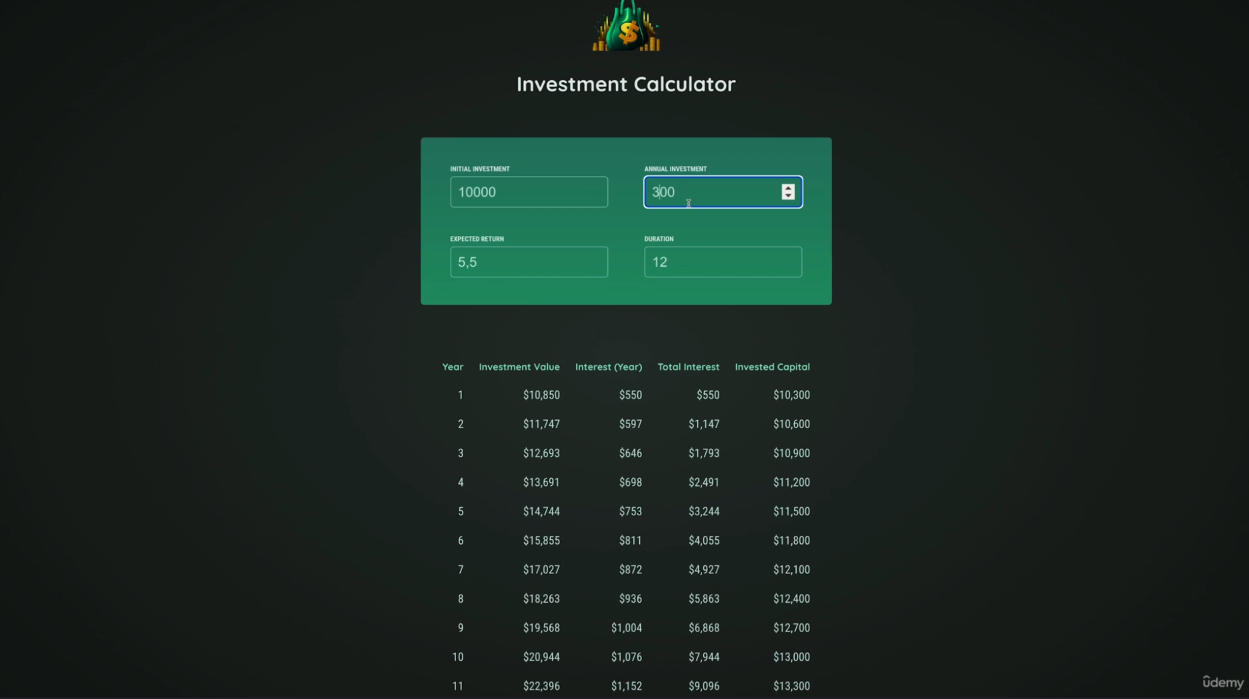 $
Investment Calculator
INITIAL INVESTMENT ANNUAL INVESTMENT
10000 300
EXPECTED RETURN DURATION
5,5 12
Year Investment Value Interest (Year) Total Interest Invested Capital
1 $10,850 $550 $550 $10,300
2 $11,747 $597 $1,147 $10,600
3 $12,693 $646 $1,793 $10,900
4 $13,691 $698 $2,491 $11,200
5 $14,744 $753 $3,244 $11,500
6 $15,855 $811 $4,055 $11,800
7 $17,027 $872 $4,927 $12,100
8 $18,263 $936 $5,863 $12,400
9 $19,568 $1,004 $6,868 $12,700
10 $20,944 $1,076 $7,944 $13,000
11 $22,396 $1,152 $9,096 $13,300
ûdemy